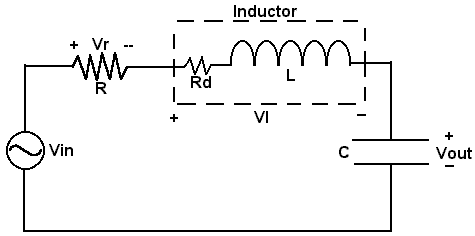 Inductor
+ Vr --
R
Rd
L
+ Vl −
Vin
C
+
Vout
−